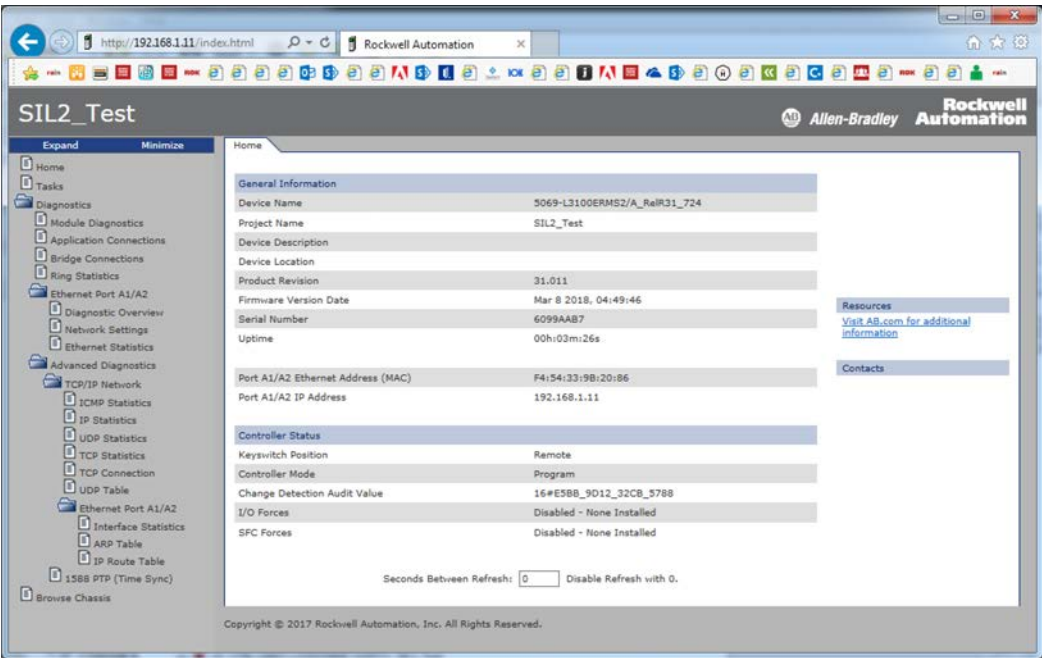 http://192.168.1.11/index.html
Rockwell Automation
SIL2_Test
Allen-Bradley
Rockwell
Automation
Expand Minimize
Home
Tasks
Diagnostics
Module Diagnostics
Application Connections
Bridge Connections
Ring Statistics
Ethernet Port A1/A2
Diagnostic Overview
Network Settings
Ethernet Statistics
Advanced Diagnostics
TCP/IP Network
ICMP Statistics
IP Statistics
UDP Statistics
TCP Statistics
TCP Connection
UDP Table
Ethernet Port A1/A2
Interface Statistics
ARP Table
IP Route Table
1588 PTP (Time Sync)
Browse Chassis
Home
General Information
Device Name 5069-L3100ERMS2/A_RelR31_724
Project Name SIL2_Test
Device Description
Device Location
Product Revision 31.011
Firmware Version Date Mar 8 2018, 04:49:46
Serial Number 6099AAB7
Uptime 00h:03m:26s
Port A1/A2 Ethernet Address (MAC) F4:54:33:9B:20:86
Port A1/A2 IP Address 192.168.1.11
Controller Status
Keyswitch Position Remote
Controller Mode Program
Change Detection Audit Value 16#E5BB_9D12_32CB_5788
I/O Forces Disabled - None Installed
SFC Forces Disabled - None Installed
Seconds Between Refresh: 0 Disable Refresh with 0.
Resources
Visit AB.com for additional
information
Contacts
Copyright © 2017 Rockwell Automation, Inc. All Rights Reserved.